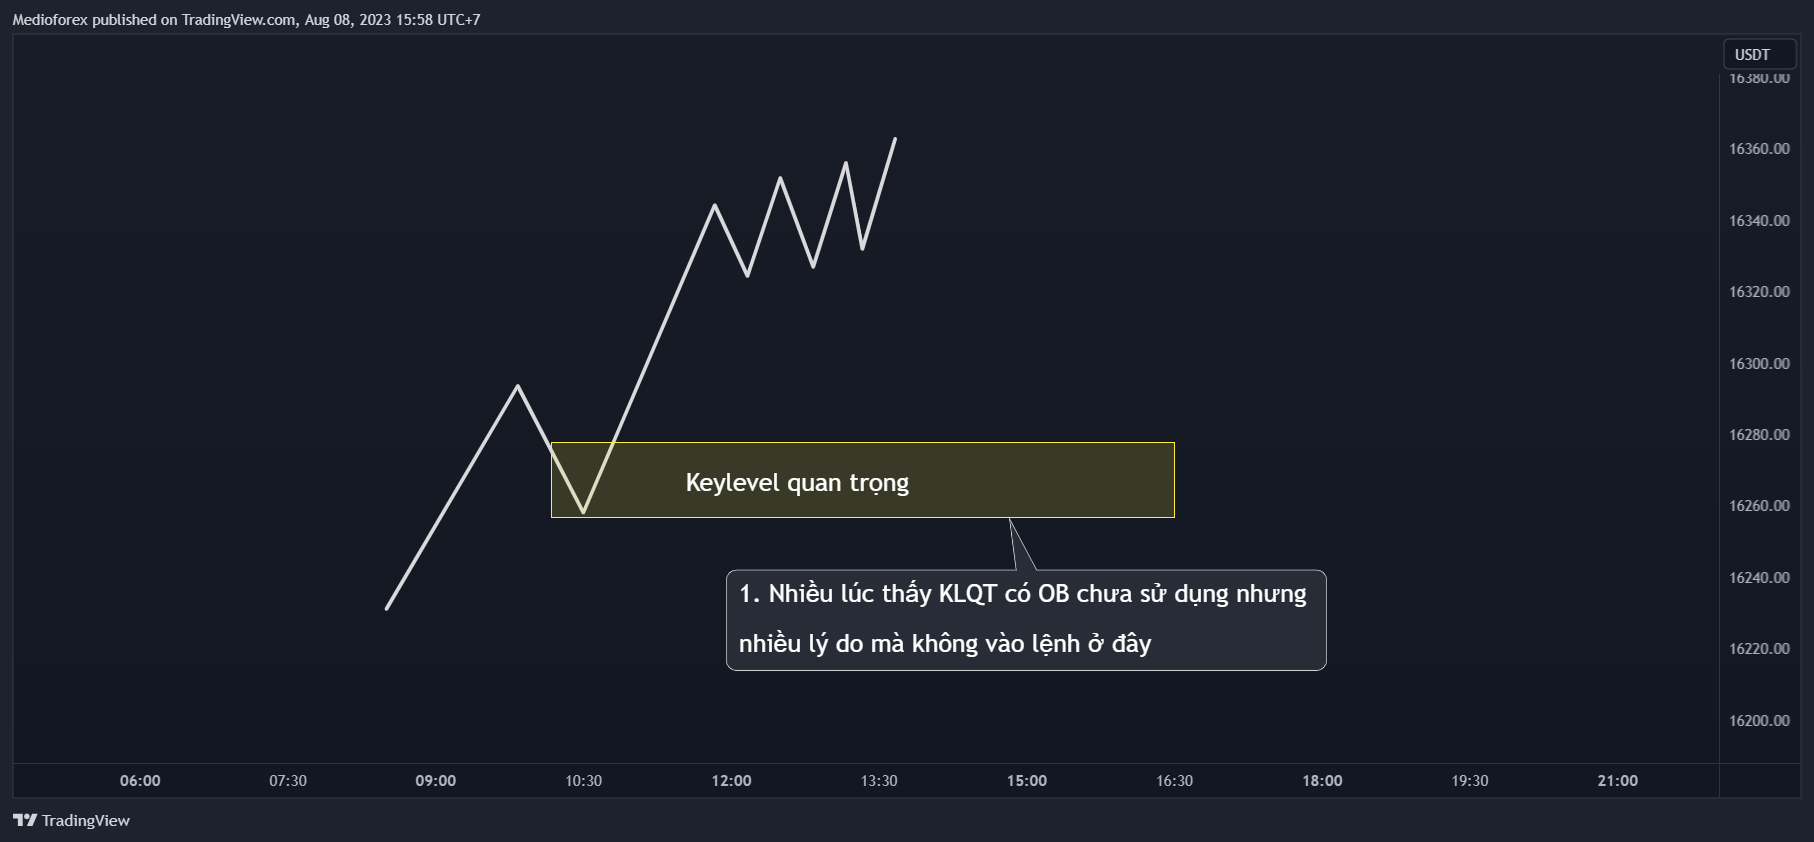 Medioforex published on TradingView.com, Aug 08, 2023 15:58 UTC+7
USDT
16380.00
16360.00
16340.00
16320.00
16300.00
16280.00
16260.00
16240.00
16220.00
16200.00
Keylevel quan trọng
1. Nhiều lúc thấy KLQT có OB chưa sử dụng nhưng
nhiều lý do mà không vào lệnh ở đây
06:00 07:30 09:00 10:30 12:00 13:30 15:00 16:30 18:00 19:30 21:00
TradingView